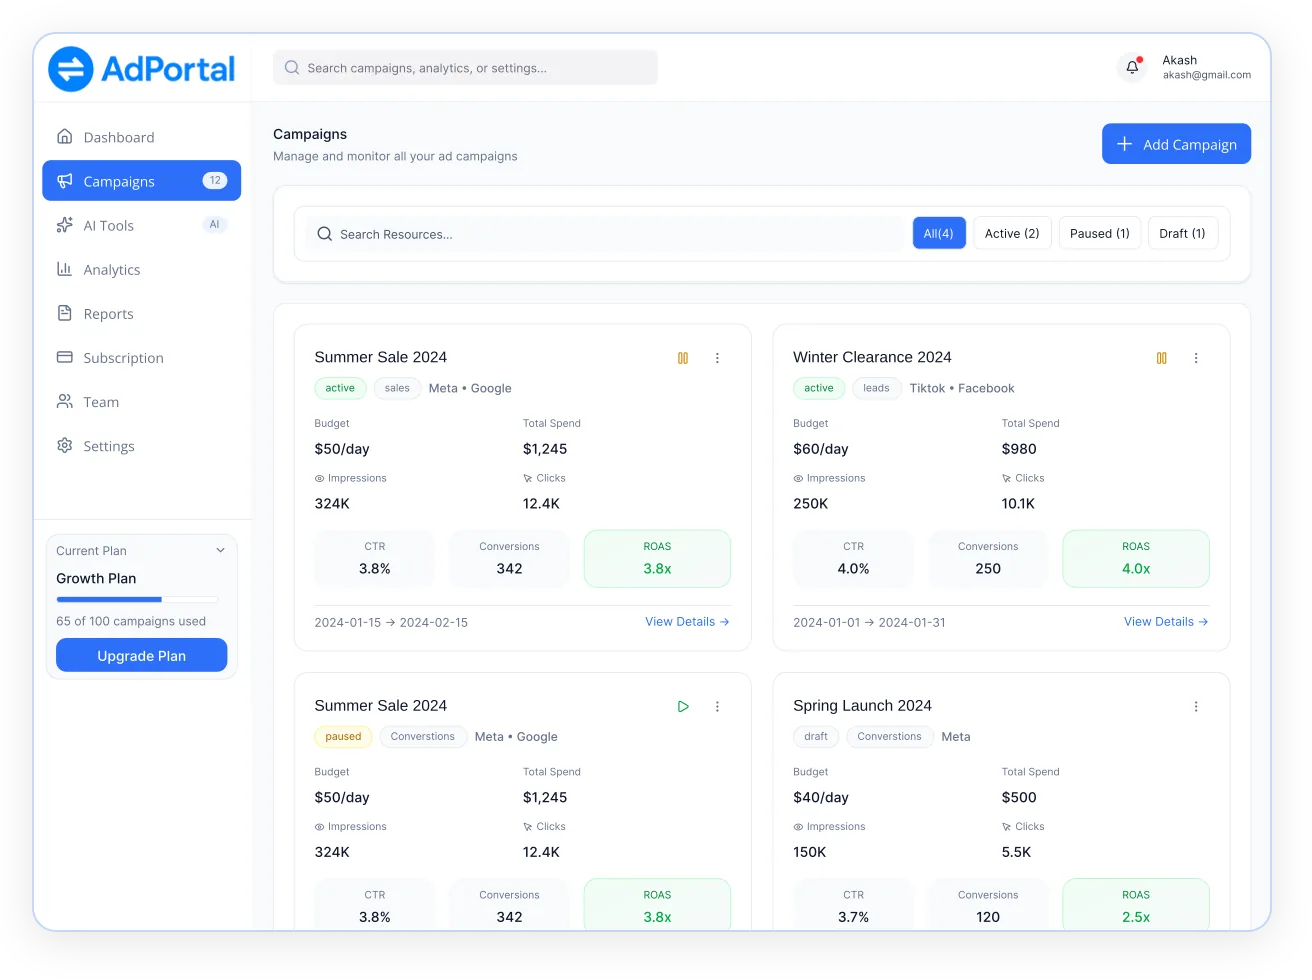 AdPortal
Search campaigns, analytics, or settings...
Akash
akash@gmail.com
Dashboard
Campaigns 12
AI Tools AI
Analytics
Reports
Subscription
Team
Settings
Current Plan
Growth Plan
65 of 100 campaigns used
Upgrade Plan
Campaigns
Manage and monitor all your ad campaigns
Add Campaign
Search Resources...
All(4) Active (2) Paused (1) Draft (1)
Summer Sale 2024
active sales Meta • Google
Budget Total Spend
$50/day $1,245
Impressions Clicks
324K 12.4K
CTR Conversions ROAS
3.8% 342 3.8x
2024-01-15 → 2024-02-15 View Details →
Winter Clearance 2024
active leads Tiktok • Facebook
Budget Total Spend
$60/day $980
Impressions Clicks
250K 10.1K
CTR Conversions ROAS
4.0% 250 4.0x
2024-01-01 → 2024-01-31 View Details →
Summer Sale 2024
paused Converstions Meta • Google
Budget Total Spend
$50/day $1,245
Impressions Clicks
324K 12.4K
CTR Conversions ROAS
3.8% 342 3.8x
Spring Launch 2024
draft Converstions Meta
Budget Total Spend
$40/day $500
Impressions Clicks
150K 5.5K
CTR Conversions ROAS
3.7% 120 2.5x